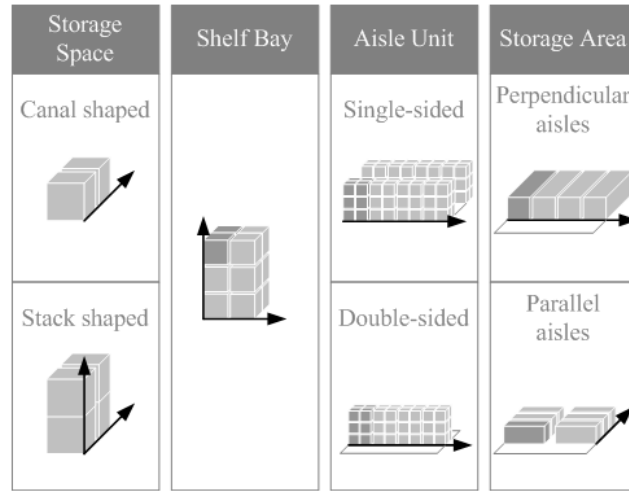 Storage
Space
Shelf Bay
Aisle Unit
Storage Area
Canal shaped
Single-sided
Perpendicular
aisles
Stack shaped
Double-sided
Parallel
aisles